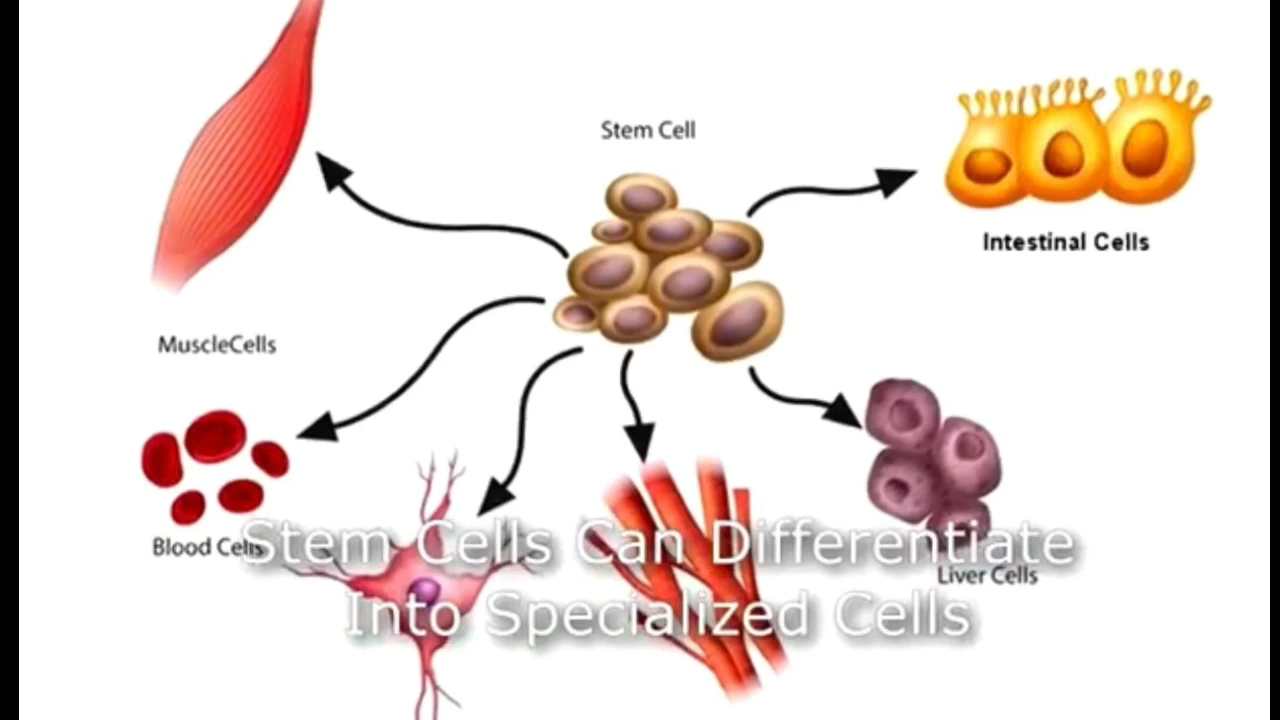 Stem Cell
Intestinal Cells
MuscleCells
Blood Cells
Liver Cells
Stem Cells Can Differentiate
Into Specialized Cells